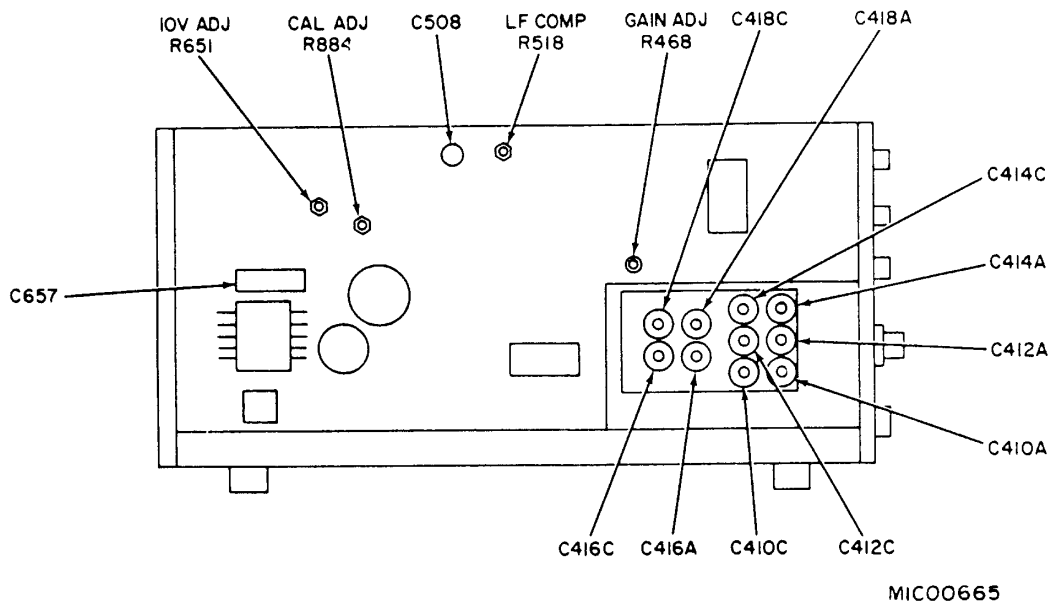 10V ADJ
R651
CAL ADJ
R884
C508
LF COMP
R518
GAIN ADJ
R468
C418C
C418A
C414C
C414A
C657
C412A
C410A
C416C
C416A
C410C
C412C
MIC00665